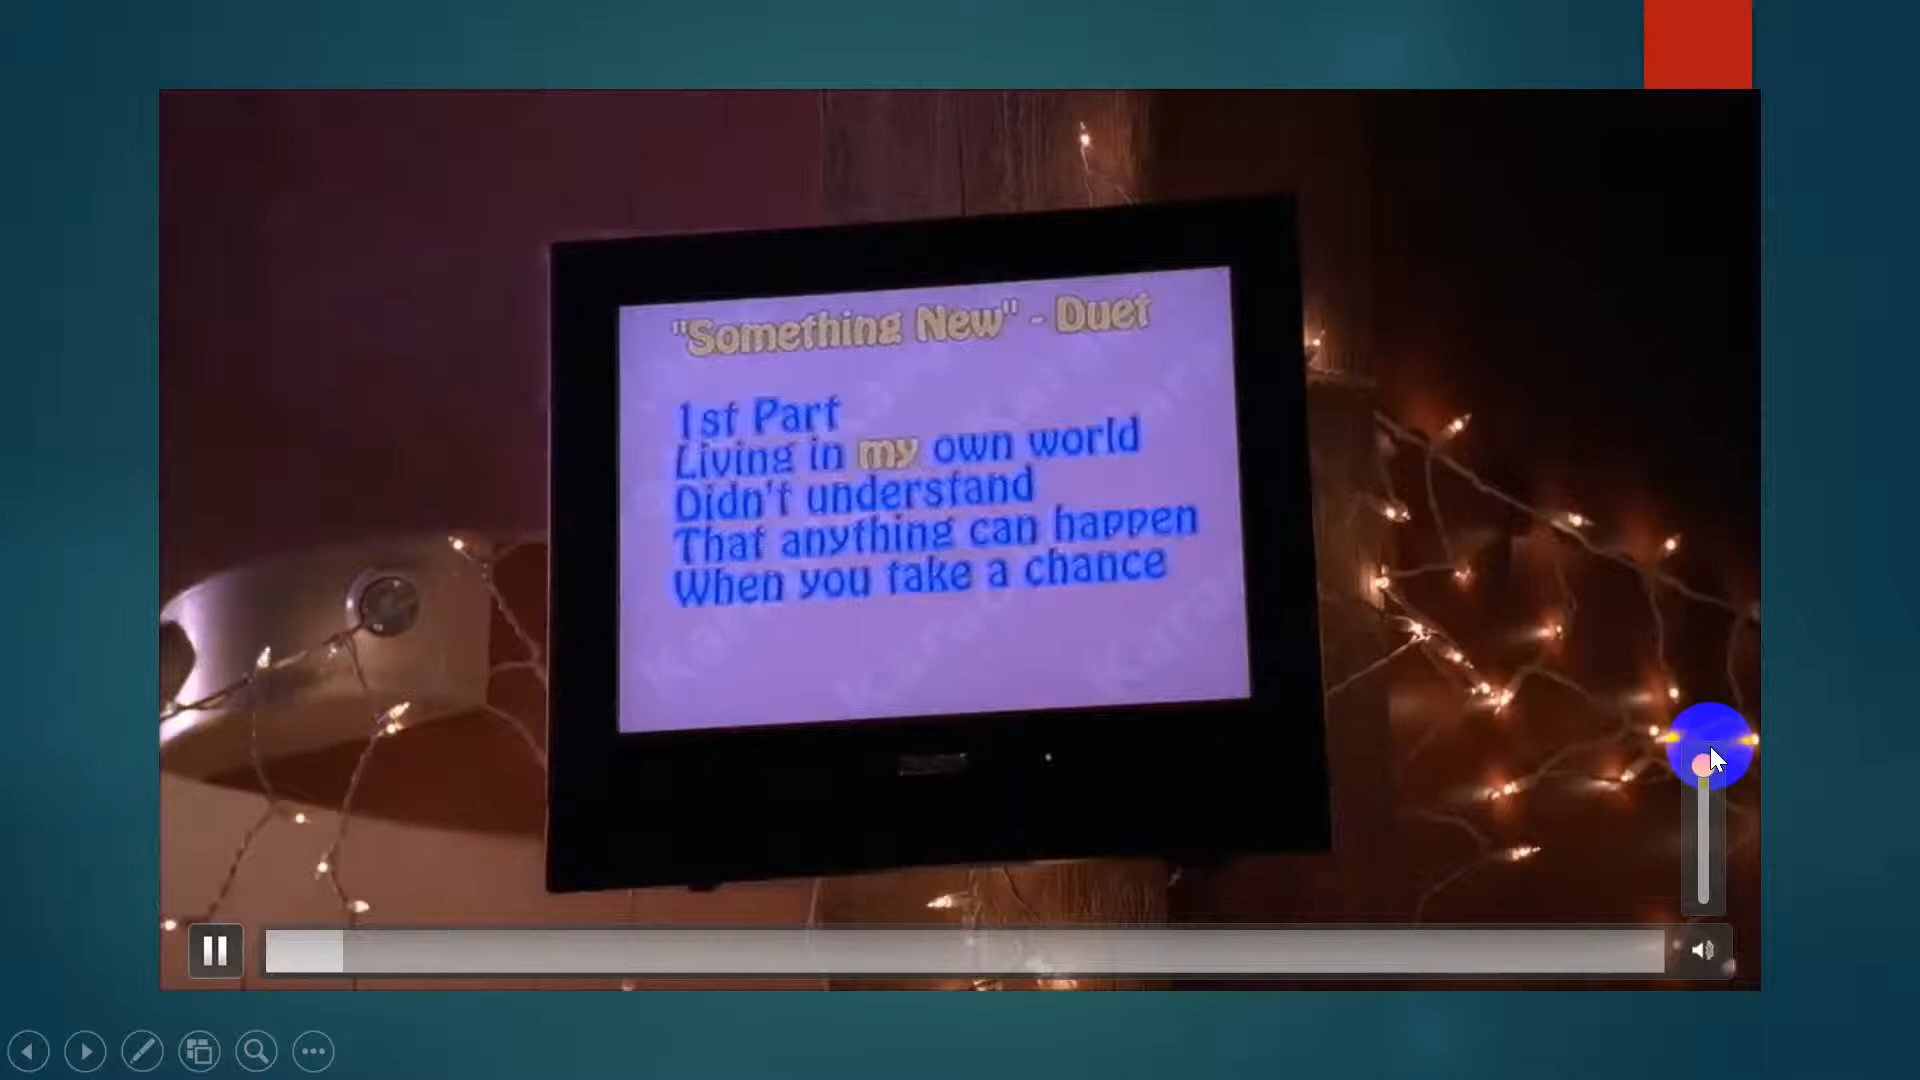 "Something New" - Duet
1st Part
Living in my own world
Didn't understand
That anything can happen
When you take a chance